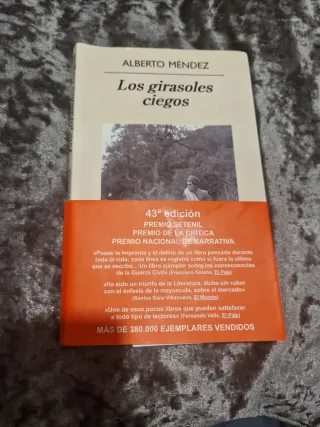 ALBERTO MÉNDEZ
Los girasoles
ciegos
43ª edición
PREMIO SETENIL
PREMIO DE LA CRÍTICA
PREMIO NACIONAL DE NARRATIVA
«Posee la impronta y el delirio de un libro pensado durante
toda la vida; cada línea se registra como si fuera la última
que se escribe... Un libro ejemplar sobre las consecuencias
de la Guerra Civil» (Francisco Solano, El País)
«Ha sido un triunfo de la Literatura, dicho sin rubor
con el énfasis de la mayúscula, sobre el mercado»
(Santos Sanz Villanueva, El Mundo)
«Uno de esos pocos libros que pueden satisfacer
a todo tipo de lectores» (Fernando Valls, El País)
MÁS DE 380.000 EJEMPLARES VENDIDOS